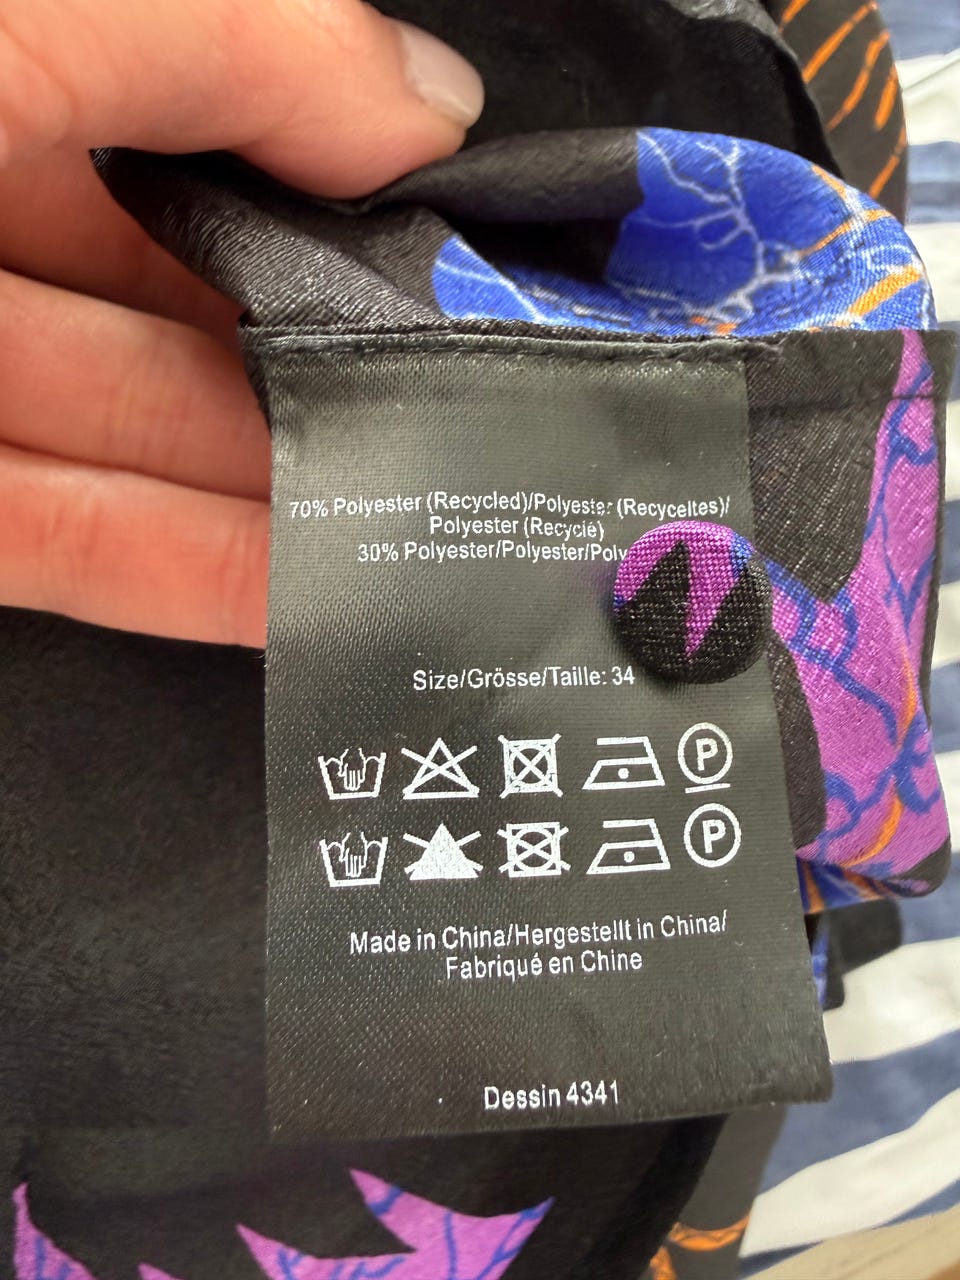 70% Polyester (Recycled)/Polyester (Recyceltes)/
Polyester (Recyclé)
30% Polyester/Polyester/
Size/Grösse/Taille: 34
P
P
Made in China/Hergestellt in China/
Fabriqué en Chine
Dessin 4341